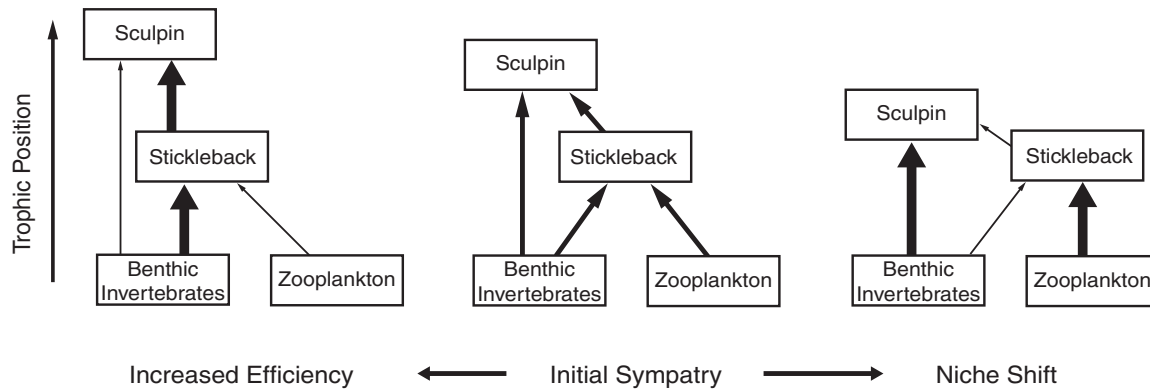 Trophic Position
Sculpin
Stickleback
Benthic
Invertebrates
Zooplankton
Sculpin
Stickleback
Benthic
Invertebrates
Zooplankton
Sculpin
Stickleback
Benthic
Invertebrates
Zooplankton
Increased Efficiency
Initial Sympatry
Niche Shift